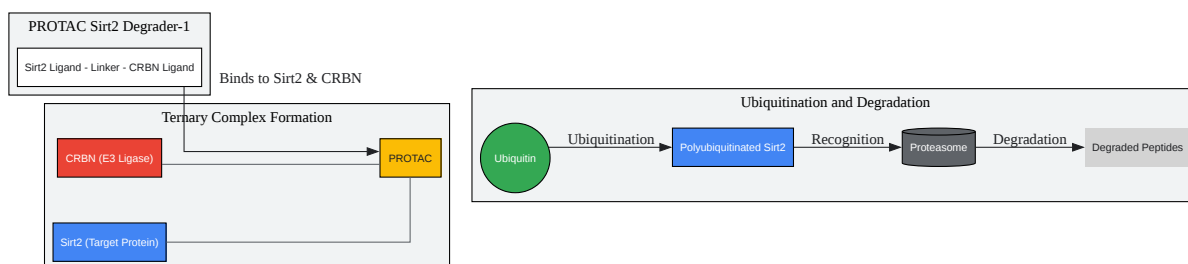 PROTAC Sirt2 Degrader-1
Sirt2 Ligand - Linker - CRBN Ligand
Binds to Sirt2 & CRBN
Ternary Complex Formation
CRBN (E3 Ligase)
PROTAC
Sirt2 (Target Protein)
Ubiquitination and Degradation
Ubiquitin
Ubiquitination
Polyubiquitinated Sirt2
Recognition
Proteasome
Degradation
Degraded Peptides